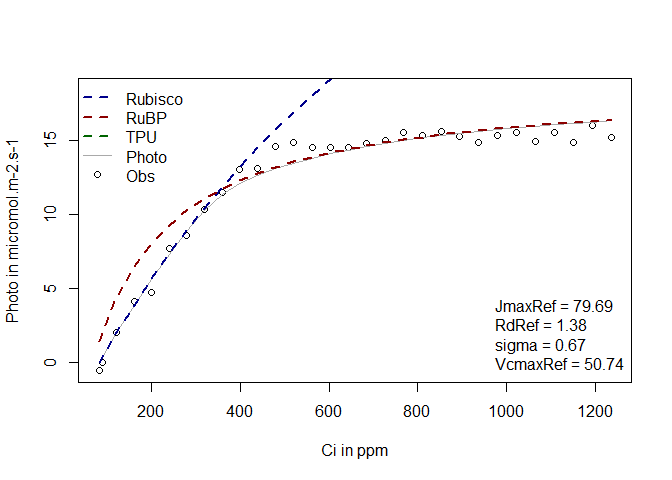 Rubisco
RuBP
TPU
Photo
Obs
Photo in micromol.m-2.s-1
15
10
5
0
JmaxRef = 79.69
RdRef = 1.38
sigma = 0.67
VcmaxRef = 50.74
200 400 600 800 1000 1200
Ci in ppm